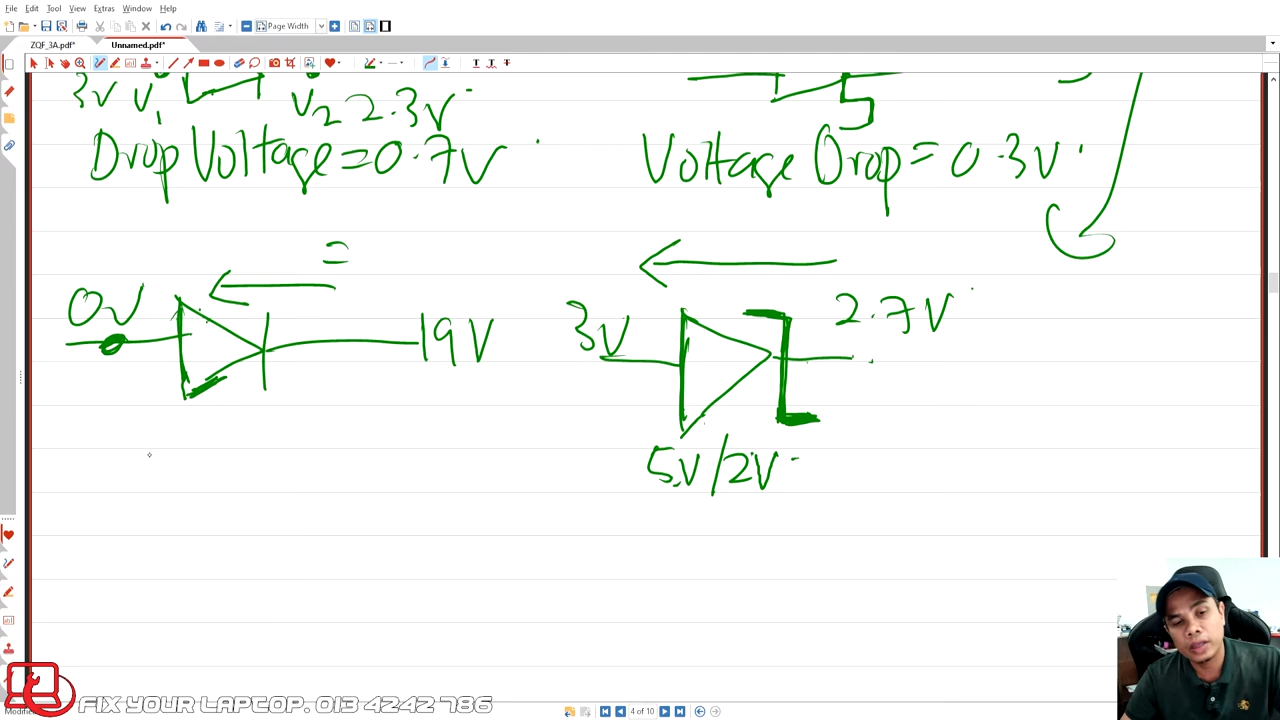 File Edit Tool View Extras Window Help
Page Width
ZQF_3A.pdf* Unnamed.pdf*
3V V1 V2 2.3V
Drop Voltage = 0.7V
Voltage Drop = 0.3V
=
0V 19V
3V 2.7V
5V/2V
FIX YOUR LAPTOP. 013 4242 786
4 of 10